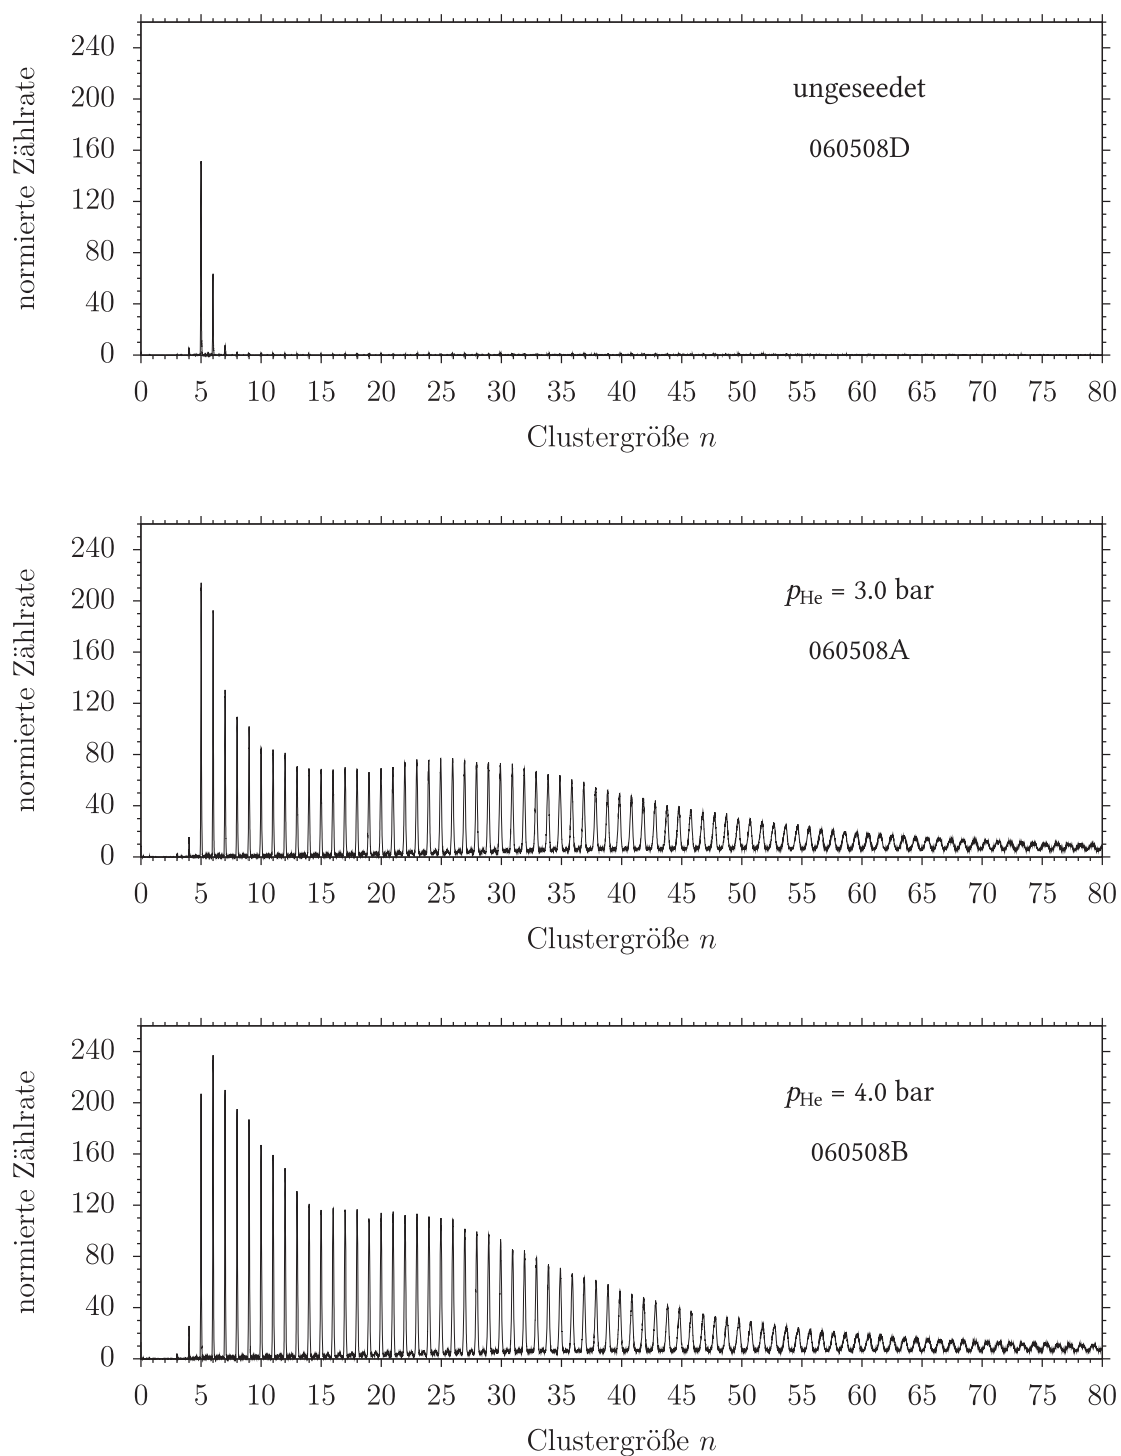 normierte Zählrate
240
200
160
120
80
40
0
ungeseedet
060508D
0 5 10 15 20 25 30 35 40 45 50 55 60 65 70 75 80
Clustergröße n
normierte Zählrate
240
200
160
120
80
40
0
pHe = 3.0 bar
060508A
0 5 10 15 20 25 30 35 40 45 50 55 60 65 70 75 80
Clustergröße n
normierte Zählrate
240
200
160
120
80
40
0
pHe = 4.0 bar
060508B
0 5 10 15 20 25 30 35 40 45 50 55 60 65 70 75 80
Clustergröße n